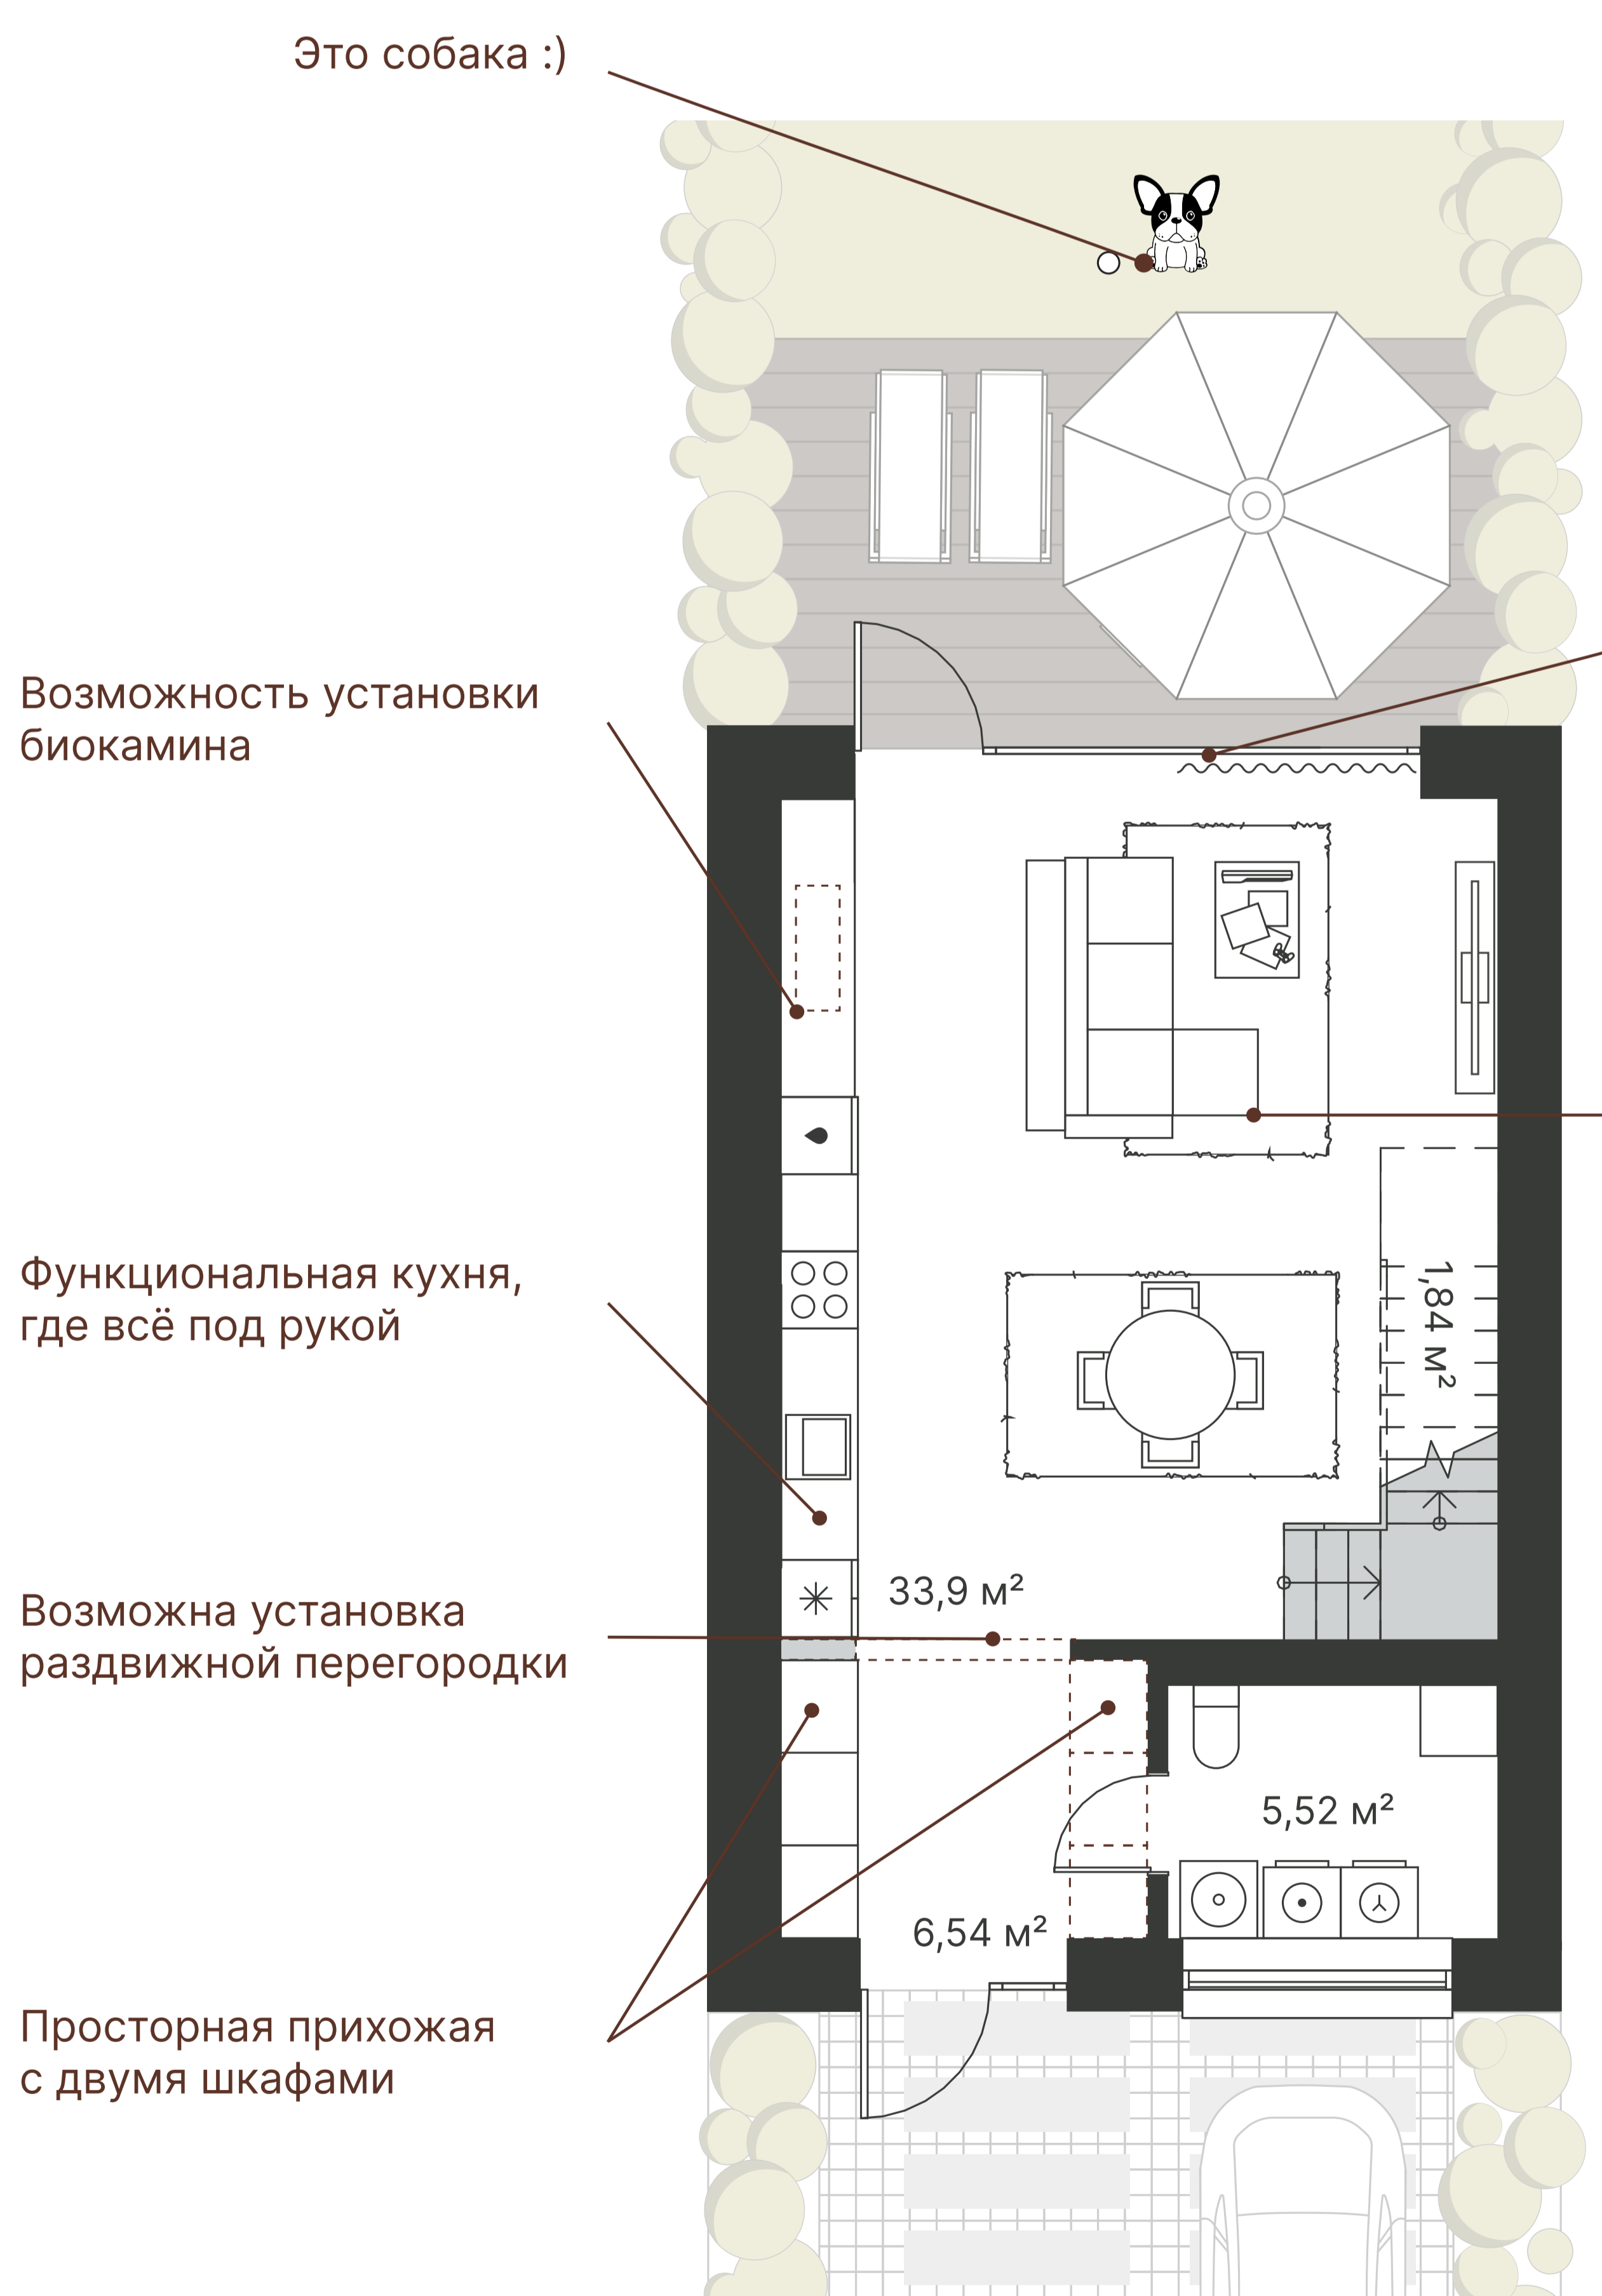 Это собака :)
Возможность установки
биокамина
Функциональная кухня,
где всё под рукой
1,84 м²
33,9 м²
Возможна установка
раздвижной перегородки
5,52 м²
6,54 м²
Просторная прихожая
с двумя шкафами